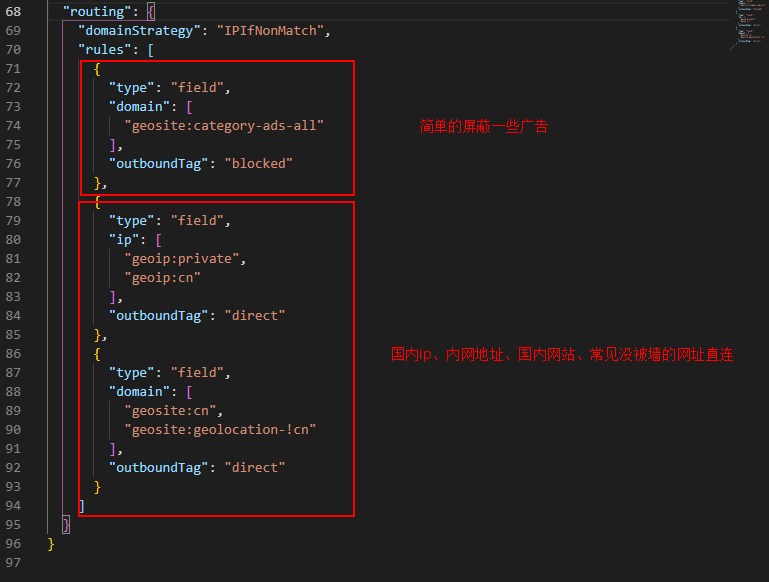 68 "routing": {
69 "domainStrategy": "IPIfNonMatch",
70 "rules": [
71 {
72 "type": "field",
73 "domain": [
74 "geosite:category-ads-all" 简单的屏蔽一些广告
75 ],
76 "outboundTag": "blocked"
77 },
78 {
79 "type": "field",
80 "ip": [
81 "geoip:private",
82 "geoip:cn"
83 ],
84 "outboundTag": "direct"
85 },
86 { 国内ip、内网地址、国内网站、常见没被墙的网址直连
87 "type": "field",
88 "domain": [
89 "geosite:cn",
90 "geosite:geolocation-!cn"
91 ],
92 "outboundTag": "direct"
93 }
94 ]
95 }
96 }
97